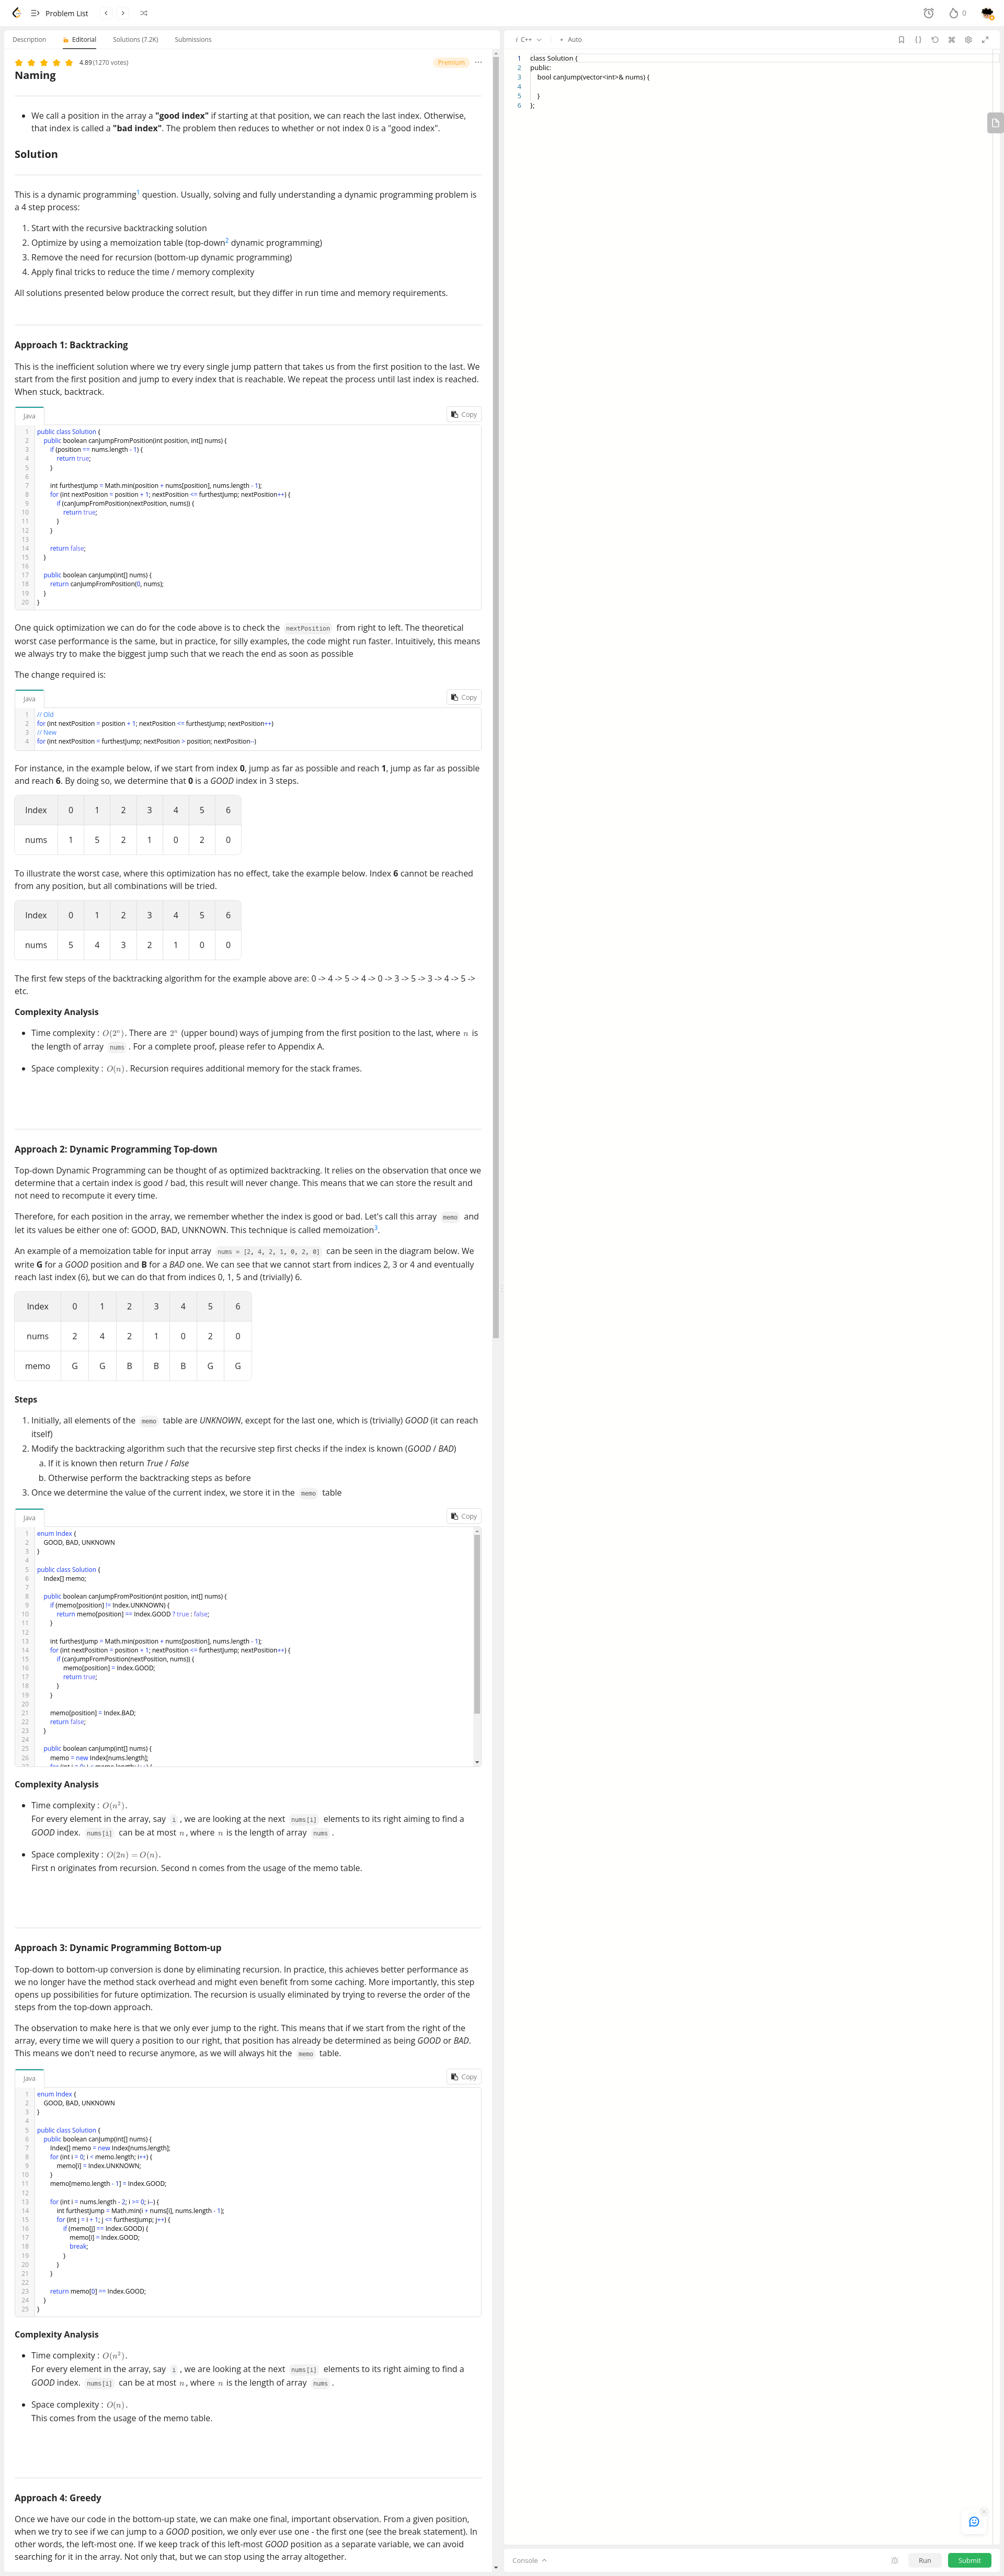 Problem List
0
Description
Editorial
Solutions (7.2K)
Submissions
4.89 (1270 votes)
Premium
Naming
We call a position in the array a "good index" if starting at that position, we can reach the last index. Otherwise,
that index is called a "bad index". The problem then reduces to whether or not index 0 is a "good index".
Solution
This is a dynamic programming1 question. Usually, solving and fully understanding a dynamic programming problem is
a 4 step process:
1. Start with the recursive backtracking solution
2. Optimize by using a memoization table (top-down2 dynamic programming)
3. Remove the need for recursion (bottom-up dynamic programming)
4. Apply final tricks to reduce the time / memory complexity
All solutions presented below produce the correct result, but they differ in run time and memory requirements.
Approach 1: Backtracking
This is the inefficient solution where we try every single jump pattern that takes us from the first position to the last. We
start from the first position and jump to every index that is reachable. We repeat the process until last index is reached.
When stuck, backtrack.
Java
Copy
1 public class Solution {
2 public boolean canJumpFromPosition(int position, int[] nums) {
3 if (position == nums.length - 1) {
4 return true;
5 }
6
7 int furthestJump = Math.min(position + nums[position], nums.length - 1);
8 for (int nextPosition = position + 1; nextPosition <= furthestJump; nextPosition++) {
9 if (canJumpFromPosition(nextPosition, nums)) {
10 return true;
11 }
12 }
13
14 return false;
15 }
16
17 public boolean canJump(int[] nums) {
18 return canJumpFromPosition(0, nums);
19 }
20 }
One quick optimization we can do for the code above is to check the nextPosition from right to left. The theoretical
worst case performance is the same, but in practice, for silly examples, the code might run faster. Intuitively, this means
we always try to make the biggest jump such that we reach the end as soon as possible
The change required is:
Java
Copy
1 // Old
2 for (int nextPosition = position + 1; nextPosition <= furthestJump; nextPosition++)
3 // New
4 for (int nextPosition = furthestJump; nextPosition > position; nextPosition--)
For instance, in the example below, if we start from index 0, jump as far as possible and reach 1, jump as far as possible
and reach 6. By doing so, we determine that 0 is a GOOD index in 3 steps.
Index 0 1 2 3 4 5 6
nums 1 5 2 1 0 2 0
To illustrate the worst case, where this optimization has no effect, take the example below. Index 6 cannot be reached
from any position, but all combinations will be tried.
Index 0 1 2 3 4 5 6
nums 5 4 3 2 1 0 0
The first few steps of the backtracking algorithm for the example above are: 0 -> 4 -> 5 -> 4 -> 0 -> 3 -> 5 -> 3 -> 4 -> 5 ->
etc.
Complexity Analysis
Time complexity : O(2^n). There are 2^n (upper bound) ways of jumping from the first position to the last, where n is
the length of array nums . For a complete proof, please refer to Appendix A.
Space complexity : O(n). Recursion requires additional memory for the stack frames.
Approach 2: Dynamic Programming Top-down
Top-down Dynamic Programming can be thought of as optimized backtracking. It relies on the observation that once we
determine that a certain index is good / bad, this result will never change. This means that we can store the result and
not need to recompute it every time.
Therefore, for each position in the array, we remember whether the index is good or bad. Let's call this array memo and
let its values be either one of: GOOD, BAD, UNKNOWN. This technique is called memoization3.
An example of a memoization table for input array nums = [2, 4, 2, 1, 0, 2, 0] can be seen in the diagram below. We
write G for a GOOD position and B for a BAD one. We can see that we cannot start from indices 2, 3 or 4 and eventually
reach last index (6), but we can do that from indices 0, 1, 5 and (trivially) 6.
Index 0 1 2 3 4 5 6
nums 2 4 2 1 0 2 0
memo G G B B B G G
Steps
1. Initially, all elements of the memo table are UNKNOWN, except for the last one, which is (trivially) GOOD (it can reach
itself)
2. Modify the backtracking algorithm such that the recursive step first checks if the index is known (GOOD / BAD)
a. If it is known then return True / False
b. Otherwise perform the backtracking steps as before
3. Once we determine the value of the current index, we store it in the memo table
Java
Copy
1 enum Index {
2 GOOD, BAD, UNKNOWN
3 }
4
5 public class Solution {
6 Index[] memo;
7
8 public boolean canJumpFromPosition(int position, int[] nums) {
9 if (memo[position] != Index.UNKNOWN) {
10 return memo[position] == Index.GOOD ? true : false;
11 }
12
13 int furthestJump = Math.min(position + nums[position], nums.length - 1);
14 for (int nextPosition = position + 1; nextPosition <= furthestJump; nextPosition++) {
15 if (canJumpFromPosition(nextPosition, nums)) {
16 memo[position] = Index.GOOD;
17 return true;
18 }
19 }
20
21 memo[position] = Index.BAD;
22 return false;
23 }
24
25 public boolean canJump(int[] nums) {
26 memo = new Index[nums.length];
Complexity Analysis
Time complexity : O(n^2).
For every element in the array, say i , we are looking at the next nums[i] elements to its right aiming to find a
GOOD index. nums[i] can be at most n, where n is the length of array nums .
Space complexity : O(2n) = O(n).
First n originates from recursion. Second n comes from the usage of the memo table.
Approach 3: Dynamic Programming Bottom-up
Top-down to bottom-up conversion is done by eliminating recursion. In practice, this achieves better performance as
we no longer have the method stack overhead and might even benefit from some caching. More importantly, this step
opens up possibilities for future optimization. The recursion is usually eliminated by trying to reverse the order of the
steps from the top-down approach.
The observation to make here is that we only ever jump to the right. This means that if we start from the right of the
array, every time we will query a position to our right, that position has already be determined as being GOOD or BAD.
This means we don't need to recurse anymore, as we will always hit the memo table.
Java
Copy
1 enum Index {
2 GOOD, BAD, UNKNOWN
3 }
4
5 public class Solution {
6 public boolean canJump(int[] nums) {
7 Index[] memo = new Index[nums.length];
8 for (int i = 0; i < memo.length; i++) {
9 memo[i] = Index.UNKNOWN;
10 }
11 memo[memo.length - 1] = Index.GOOD;
12
13 for (int i = nums.length - 2; i >= 0; i--) {
14 int furthestJump = Math.min(i + nums[i], nums.length - 1);
15 for (int j = i + 1; j <= furthestJump; j++) {
16 if (memo[j] == Index.GOOD) {
17 memo[i] = Index.GOOD;
18 break;
19 }
20 }
21 }
22
23 return memo[0] == Index.GOOD;
24 }
25 }
Complexity Analysis
Time complexity : O(n^2).
For every element in the array, say i , we are looking at the next nums[i] elements to its right aiming to find a
GOOD index. nums[i] can be at most n, where n is the length of array nums .
Space complexity : O(n).
This comes from the usage of the memo table.
Approach 4: Greedy
Once we have our code in the bottom-up state, we can make one final, important observation. From a given position,
when we try to see if we can jump to a GOOD position, we only ever use one - the first one (see the break statement). In
other words, the left-most one. If we keep track of this left-most GOOD position as a separate variable, we can avoid
searching for it in the array. Not only that, but we can stop using the array altogether.
i C++
Auto
1 class Solution {
2 public:
3 bool canJump(vector<int>& nums) {
4
5 }
6 };
Console
Run
Submit